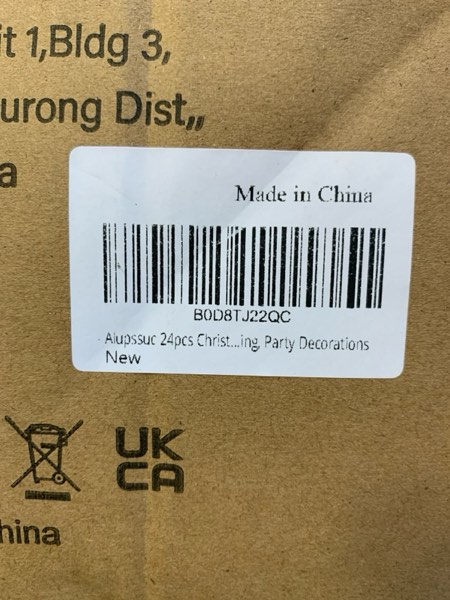 it 1,Bldg 3,
urong Dist,,
a
Made in China
B0D8TJ22QC
Alupssuc 24pcs Christ...ing, Party Decorations
New
UK
CA
hina